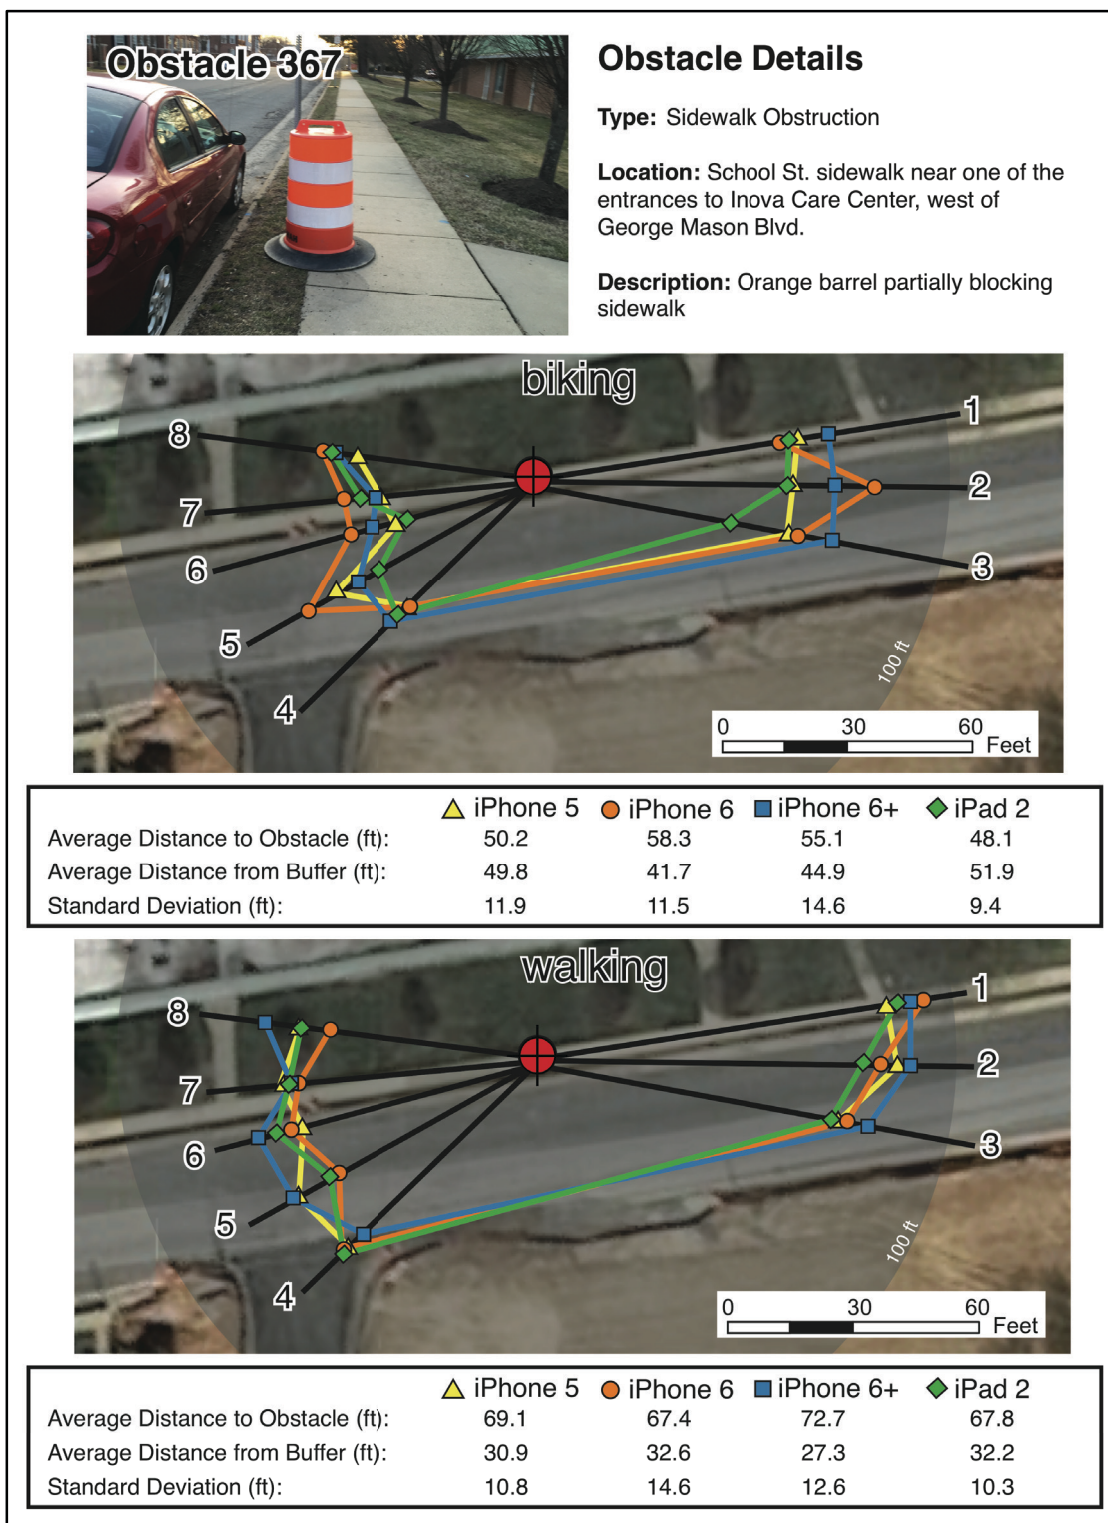 Obstacle 367
Obstacle Details
Type: Sidewalk Obstruction
Location: School St. sidewalk near one of the
entrances to Inova Care Center, west of
George Mason Blvd.
Description: Orange barrel partially blocking
sidewalk
biking
1
8
2
7
3
6
5
4
100 ft
0 30 60
Feet
iPhone 5 iPhone 6 iPhone 6+ iPad 2
Average Distance to Obstacle (ft): 50.2 58.3 55.1 48.1
Average Distance from Buffer (ft): 49.8 41.7 44.9 51.9
Standard Deviation (ft): 11.9 11.5 14.6 9.4
walking
1
8
2
7
3
6
5
4
100 ft
0 30 60
Feet
iPhone 5 iPhone 6 iPhone 6+ iPad 2
Average Distance to Obstacle (ft): 69.1 67.4 72.7 67.8
Average Distance from Buffer (ft): 30.9 32.6 27.3 32.2
Standard Deviation (ft): 10.8 14.6 12.6 10.3